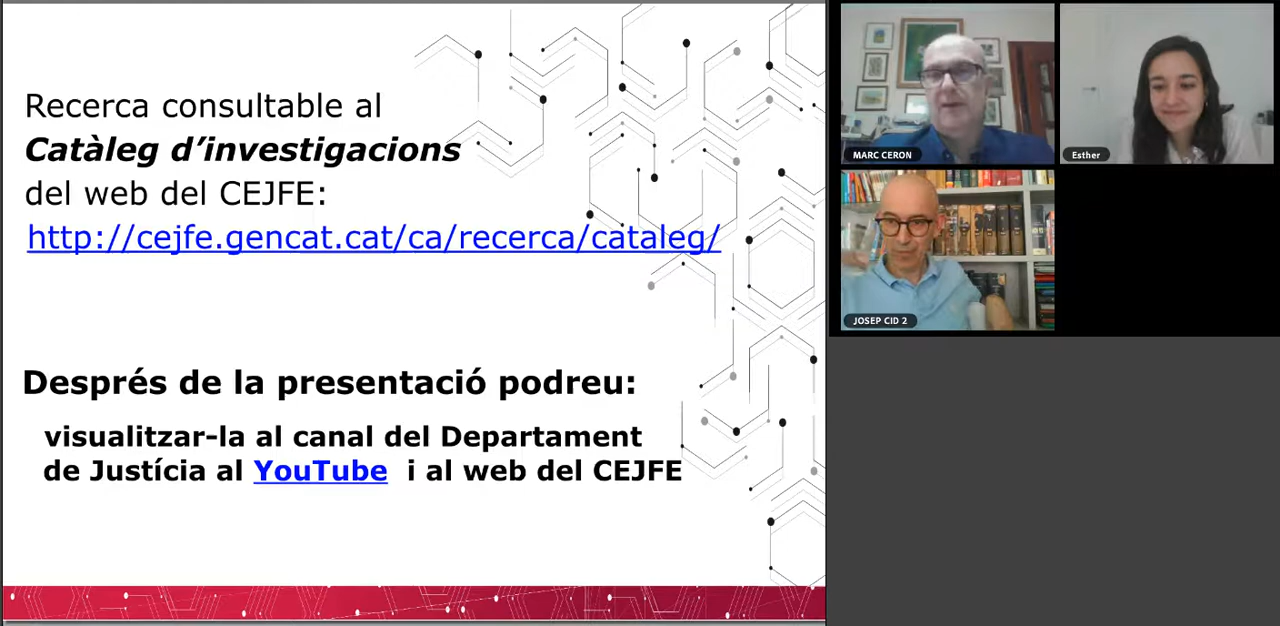 Recerca consultable al
Catàleg d’investigacions
del web del CEJFE:
http://cejfe.gencat.cat/ca/recerca/cataleg/
Després de la presentació podreu:
visualitzar-la al canal del Departament
de Justícia al YouTube i al web del CEJFE
MARC CERON
Esther
JOSEP CID 2